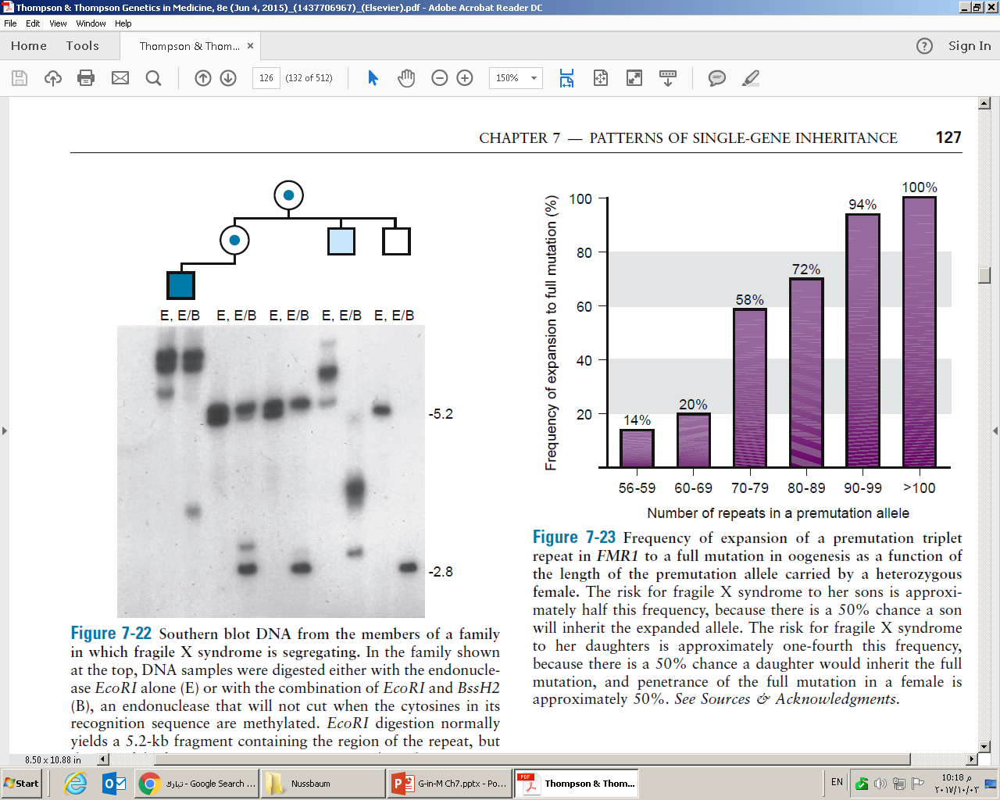 Thompson & Thompson Genetics in Medicine, 8e (Jun 4, 2015)_(1437706967)_(Elsevier).pdf - Adobe Acrobat Reader DC
File Edit View Window Help
Home Tools Thompson & Thom... × Sign In
126 (132 of 512) 150%
CHAPTER 7 — PATTERNS OF SINGLE-GENE INHERITANCE 127
E, E/B E, E/B E, E/B E, E/B E, E/B
-5.2
-2.8
Figure 7-22 Southern blot DNA from the members of a family
in which fragile X syndrome is segregating. In the family shown
at the top, DNA samples were digested either with the endonucle-
ase EcoRI alone (E) or with the combination of EcoRI and BssH2
(B), an endonuclease that will not cut when the cytosines in its
recognition sequence are methylated. EcoRI digestion normally
yields a 5.2-kb fragment containing the region of the repeat, but
Frequency of expansion to full mutation (%)
100
80
60
40
20
14%
20%
58%
72%
94%
100%
56-59 60-69 70-79 80-89 90-99 >100
Number of repeats in a premutation allele
Figure 7-23 Frequency of expansion of a premutation triplet
repeat in FMR1 to a full mutation in oogenesis as a function of
the length of the premutation allele carried by a heterozygous
female. The risk for fragile X syndrome to her sons is approxi-
mately half this frequency, because there is a 50% chance a son
will inherit the expanded allele. The risk for fragile X syndrome
to her daughters is approximately one-fourth this frequency,
because there is a 50% chance a daughter would inherit the full
mutation, and penetrance of the full mutation in a female is
approximately 50%. See Sources & Acknowledgments.
8.50 x 10.88 in
Start تبارك - Google Search ... Nussbaum G-in-M Ch7.pptx - Po... Thompson & Thom... EN
10:18 م
٢٠١٧/١٠/٠٣